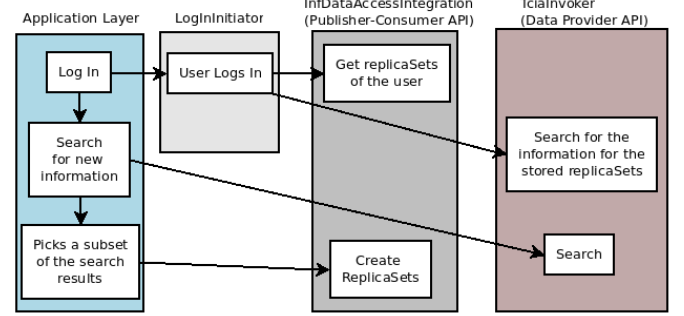 Application Layer
LogInInitiator
InfDataAccessIntegration
(Publisher-Consumer API)
TciaInvoker
(Data Provider API)
Log In
User Logs In
Get replicaSets
of the user
Search
for new
information
Search for the
information for the
stored replicaSets
Picks a subset
of the search
results
Create
ReplicaSets
Search